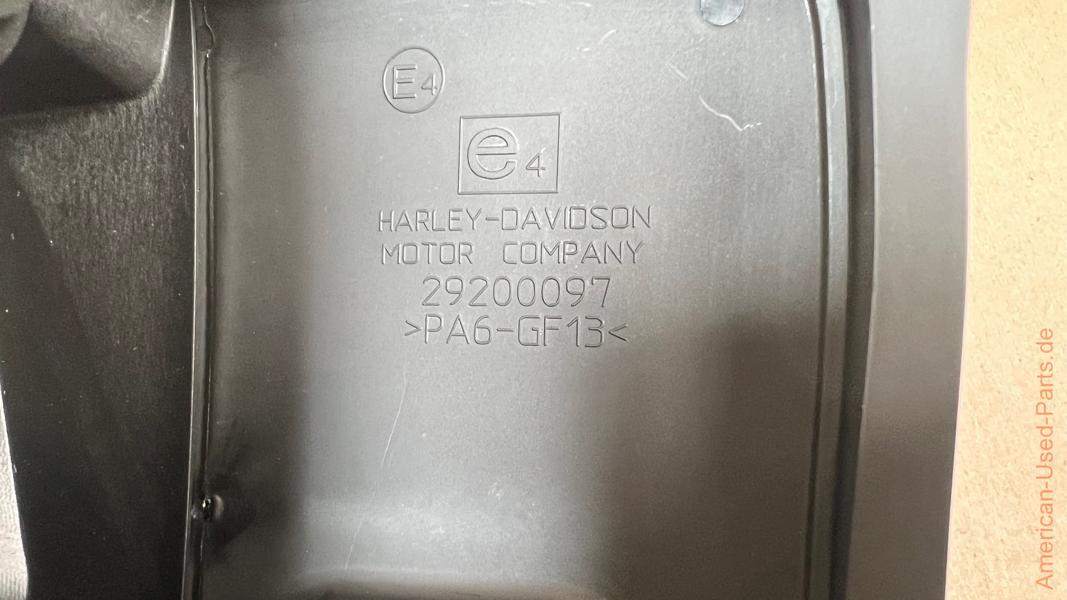 E4
e4
HARLEY-DAVIDSON
MOTOR COMPANY
29200097
>PA6-GF13<
American-Used-Parts.de